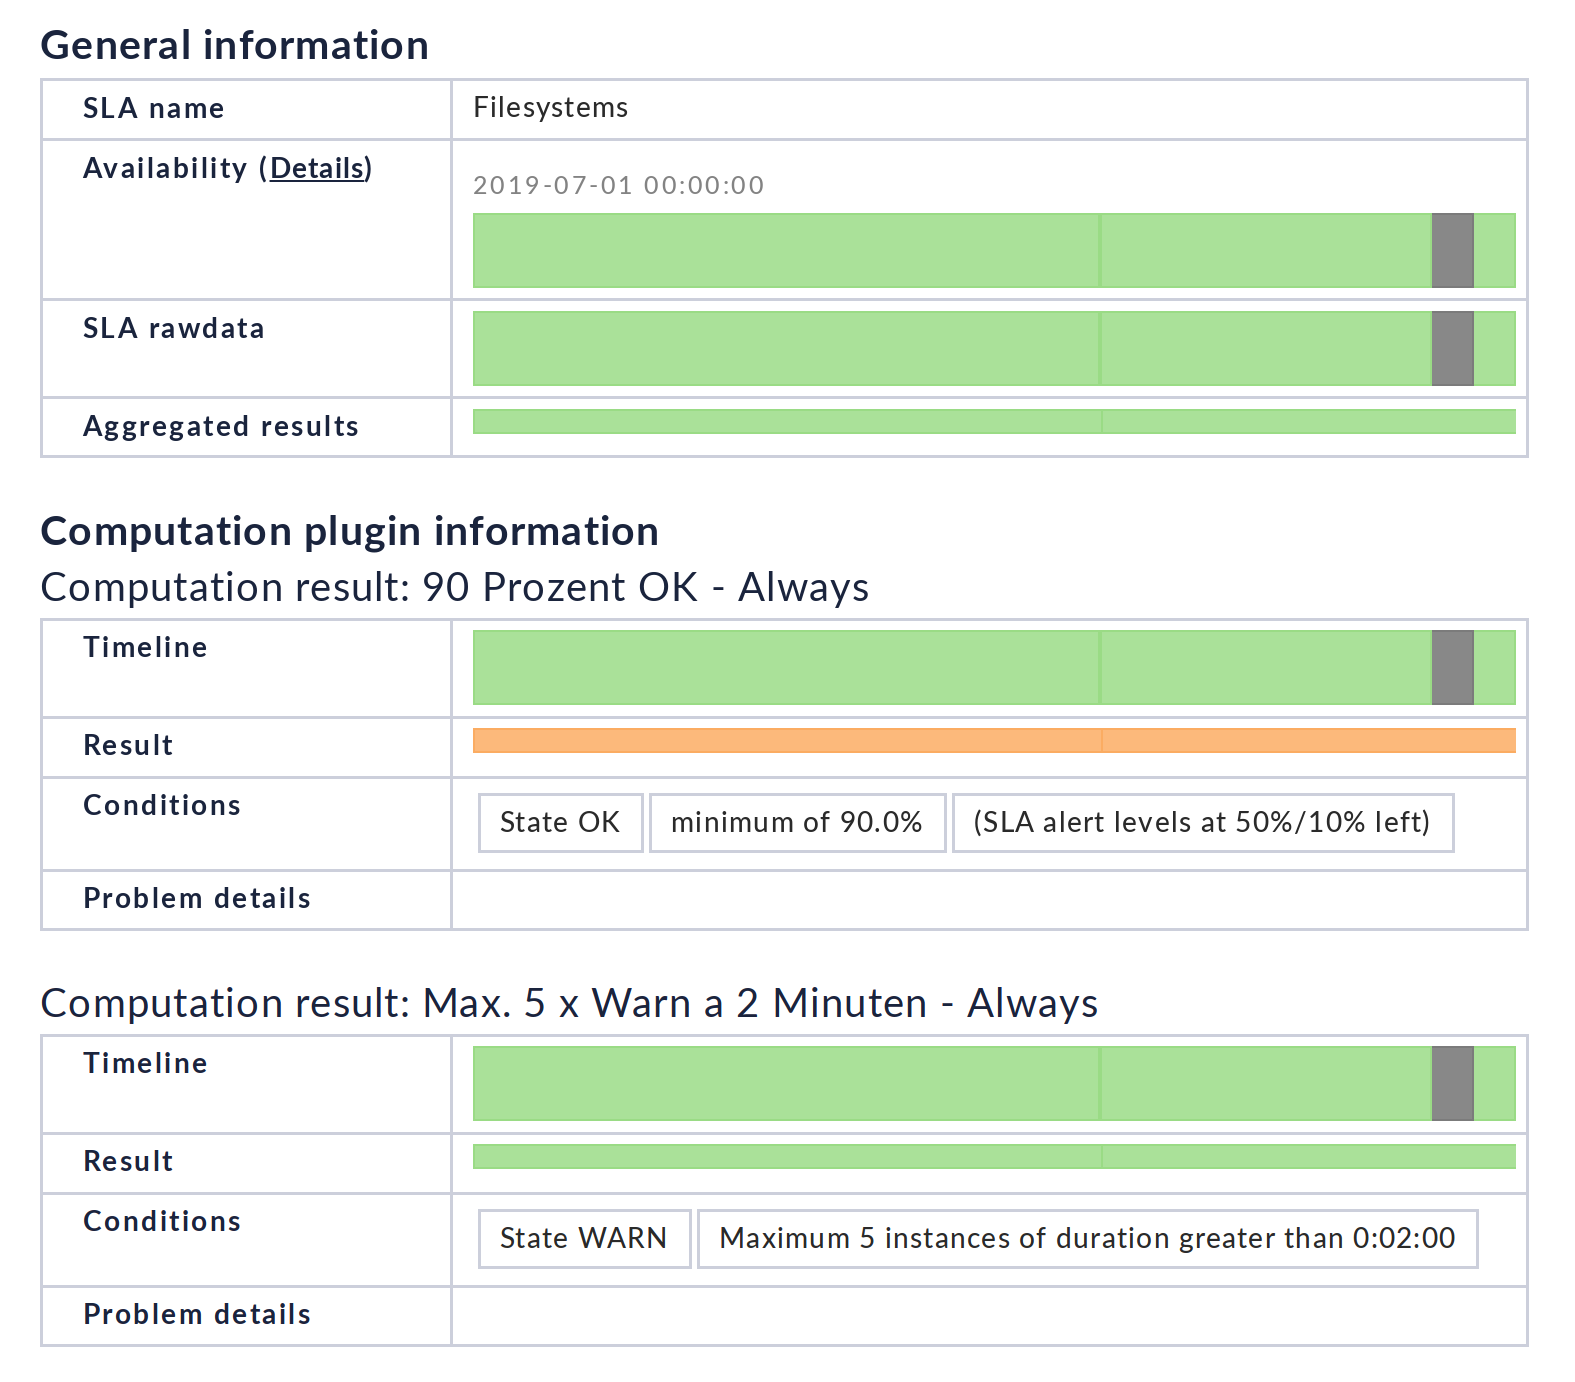 General information
SLA name
Filesystems
Availability (Details)
2019-07-01 00:00:00
SLA rawdata
Aggregated results
Computation plugin information
Computation result: 90 Prozent OK - Always
Timeline
Result
Conditions
State OK
minimum of 90.0%
(SLA alert levels at 50%/10% left)
Problem details
Computation result: Max. 5 x Warn a 2 Minuten - Always
Timeline
Result
Conditions
State WARN
Maximum 5 instances of duration greater than 0:02:00
Problem details